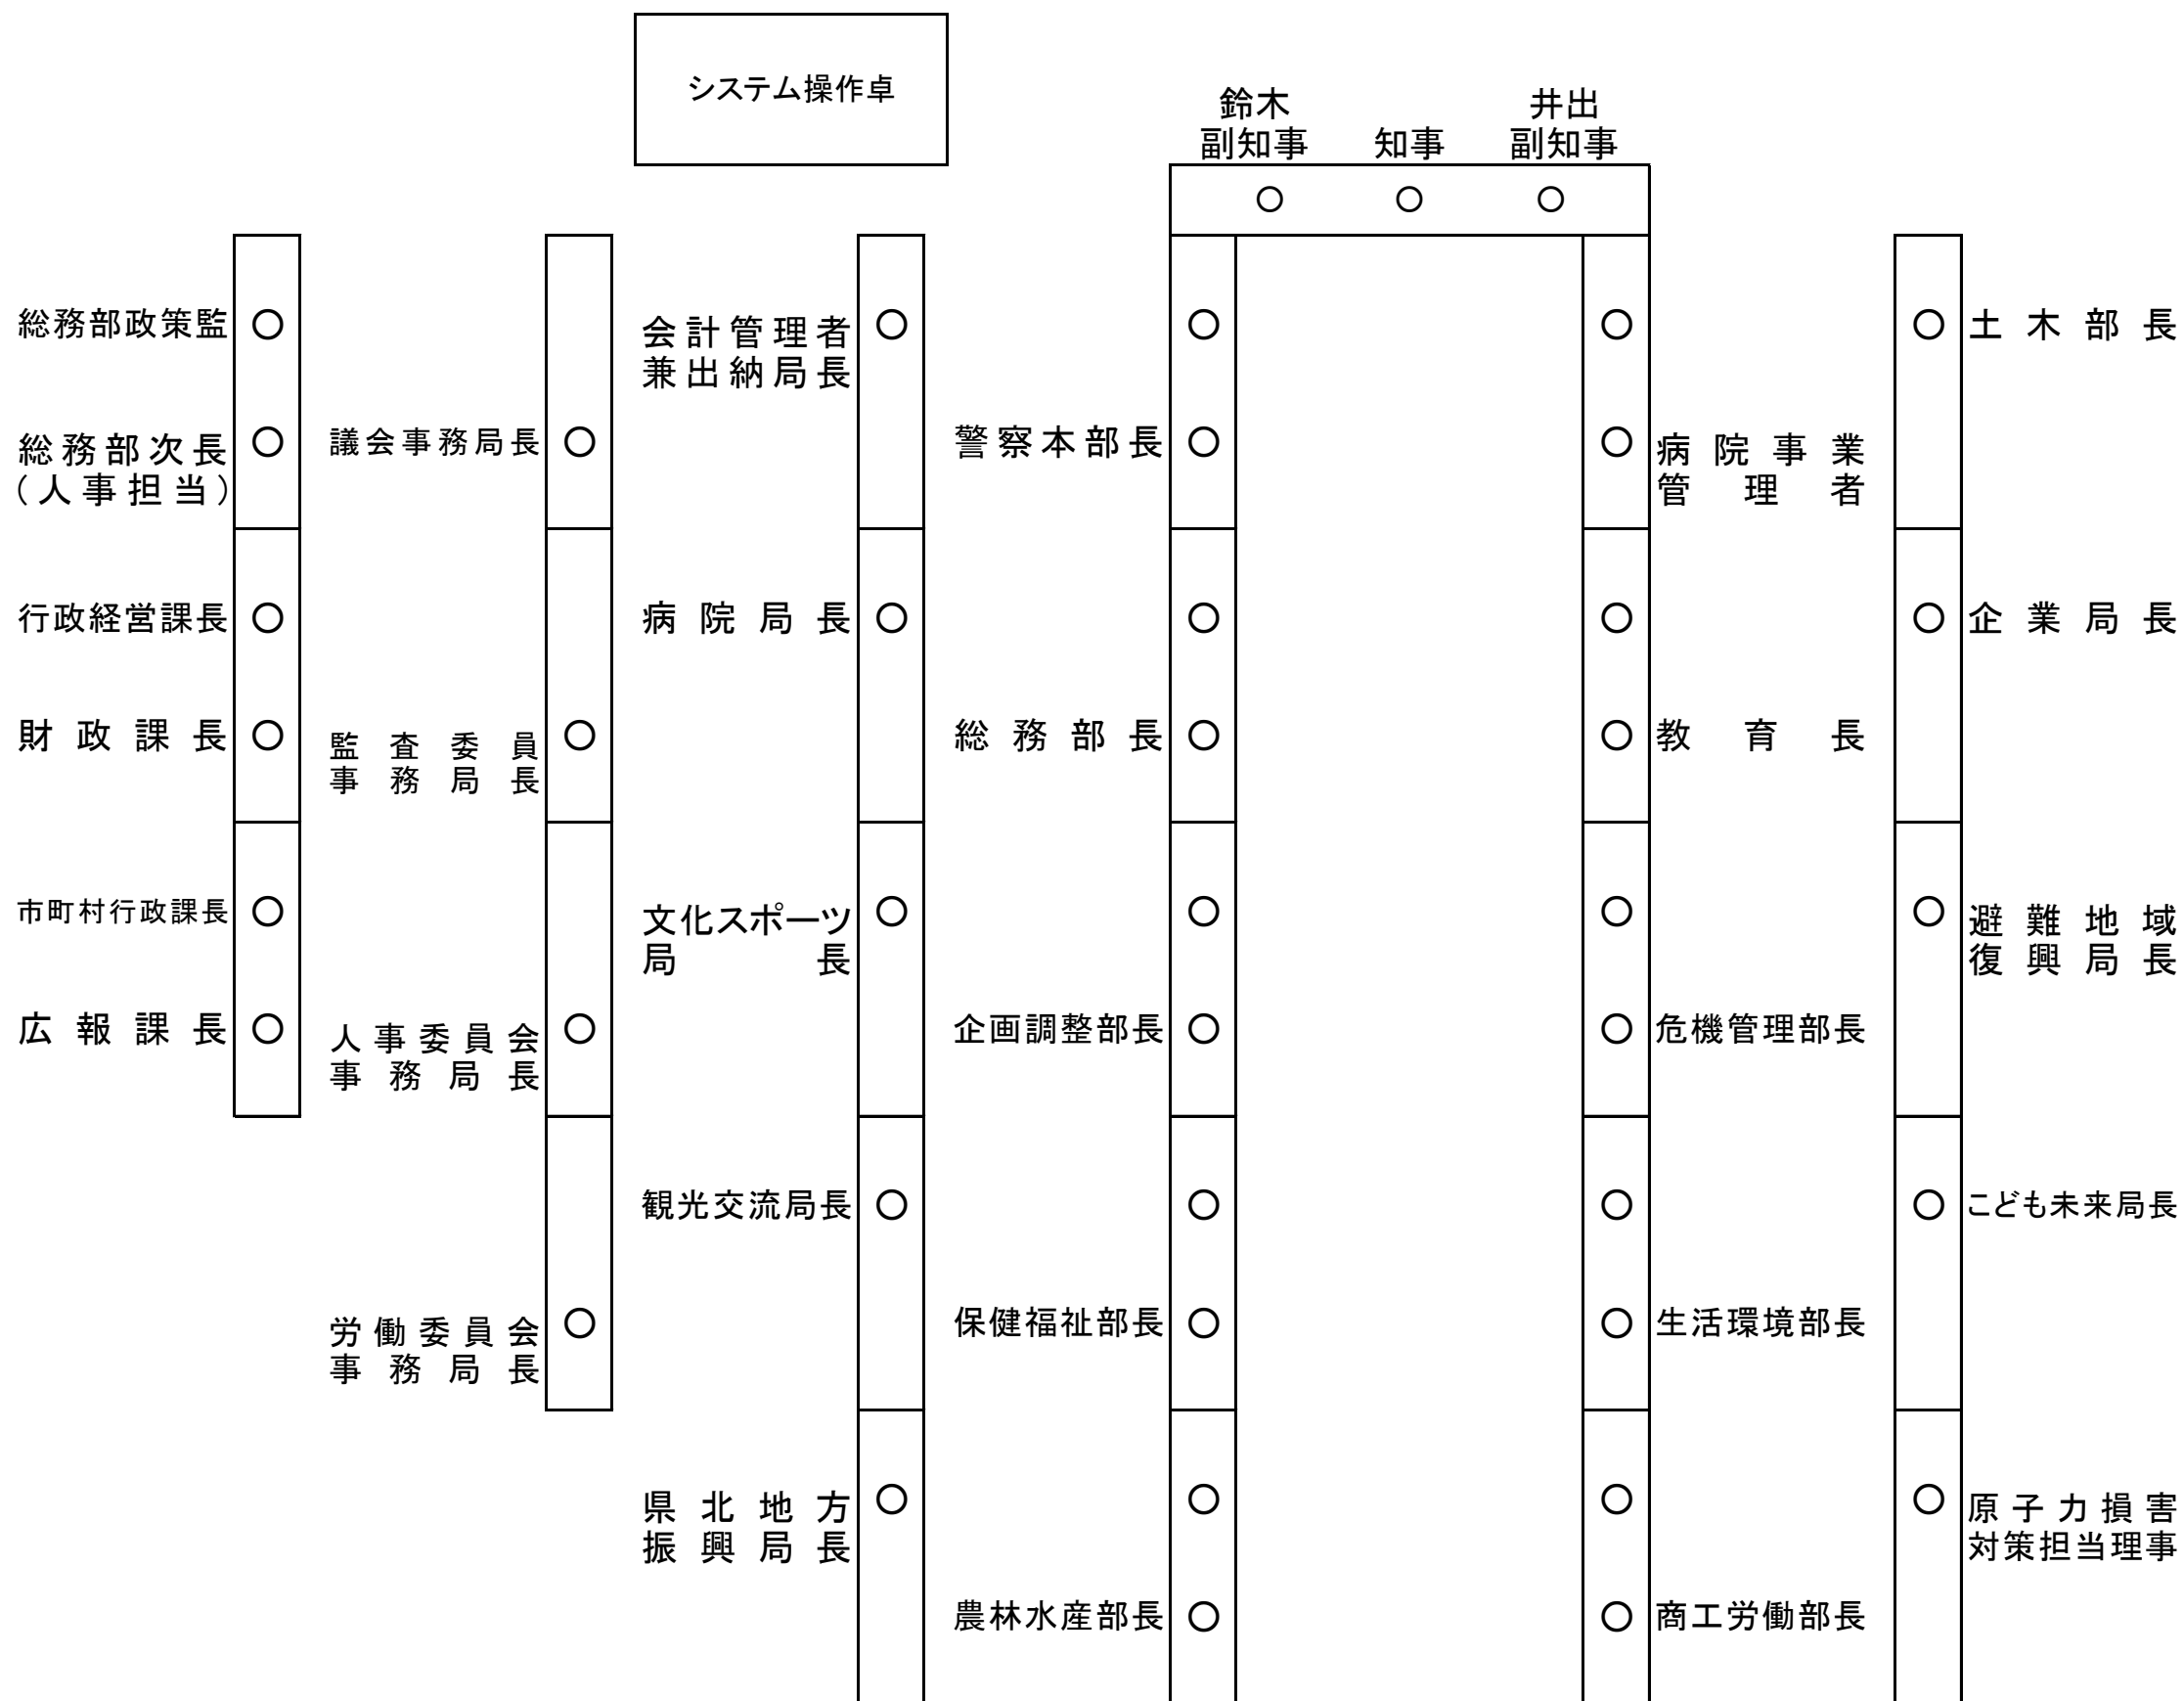 システム操作卓
鈴木
副知事
知事
井出
副知事
総務部政策監
総務部次長
（人事担当）
行政経営課長
財政課長
市町村行政課長
広報課長
議会事務局長
監査委員
事務局長
人事委員会
事務局長
労働委員会
事務局長
会計管理者
兼出納局長
病院局長
文化スポーツ
局長
観光交流局長
県北地方
振興局長
警察本部長
総務部長
企画調整部長
保健福祉部長
農林水産部長
病院事業
管理者
教育長
危機管理部長
生活環境部長
商工労働部長
土木部長
企業局長
避難地域
復興局長
こども未来局長
原子力損害
対策担当理事